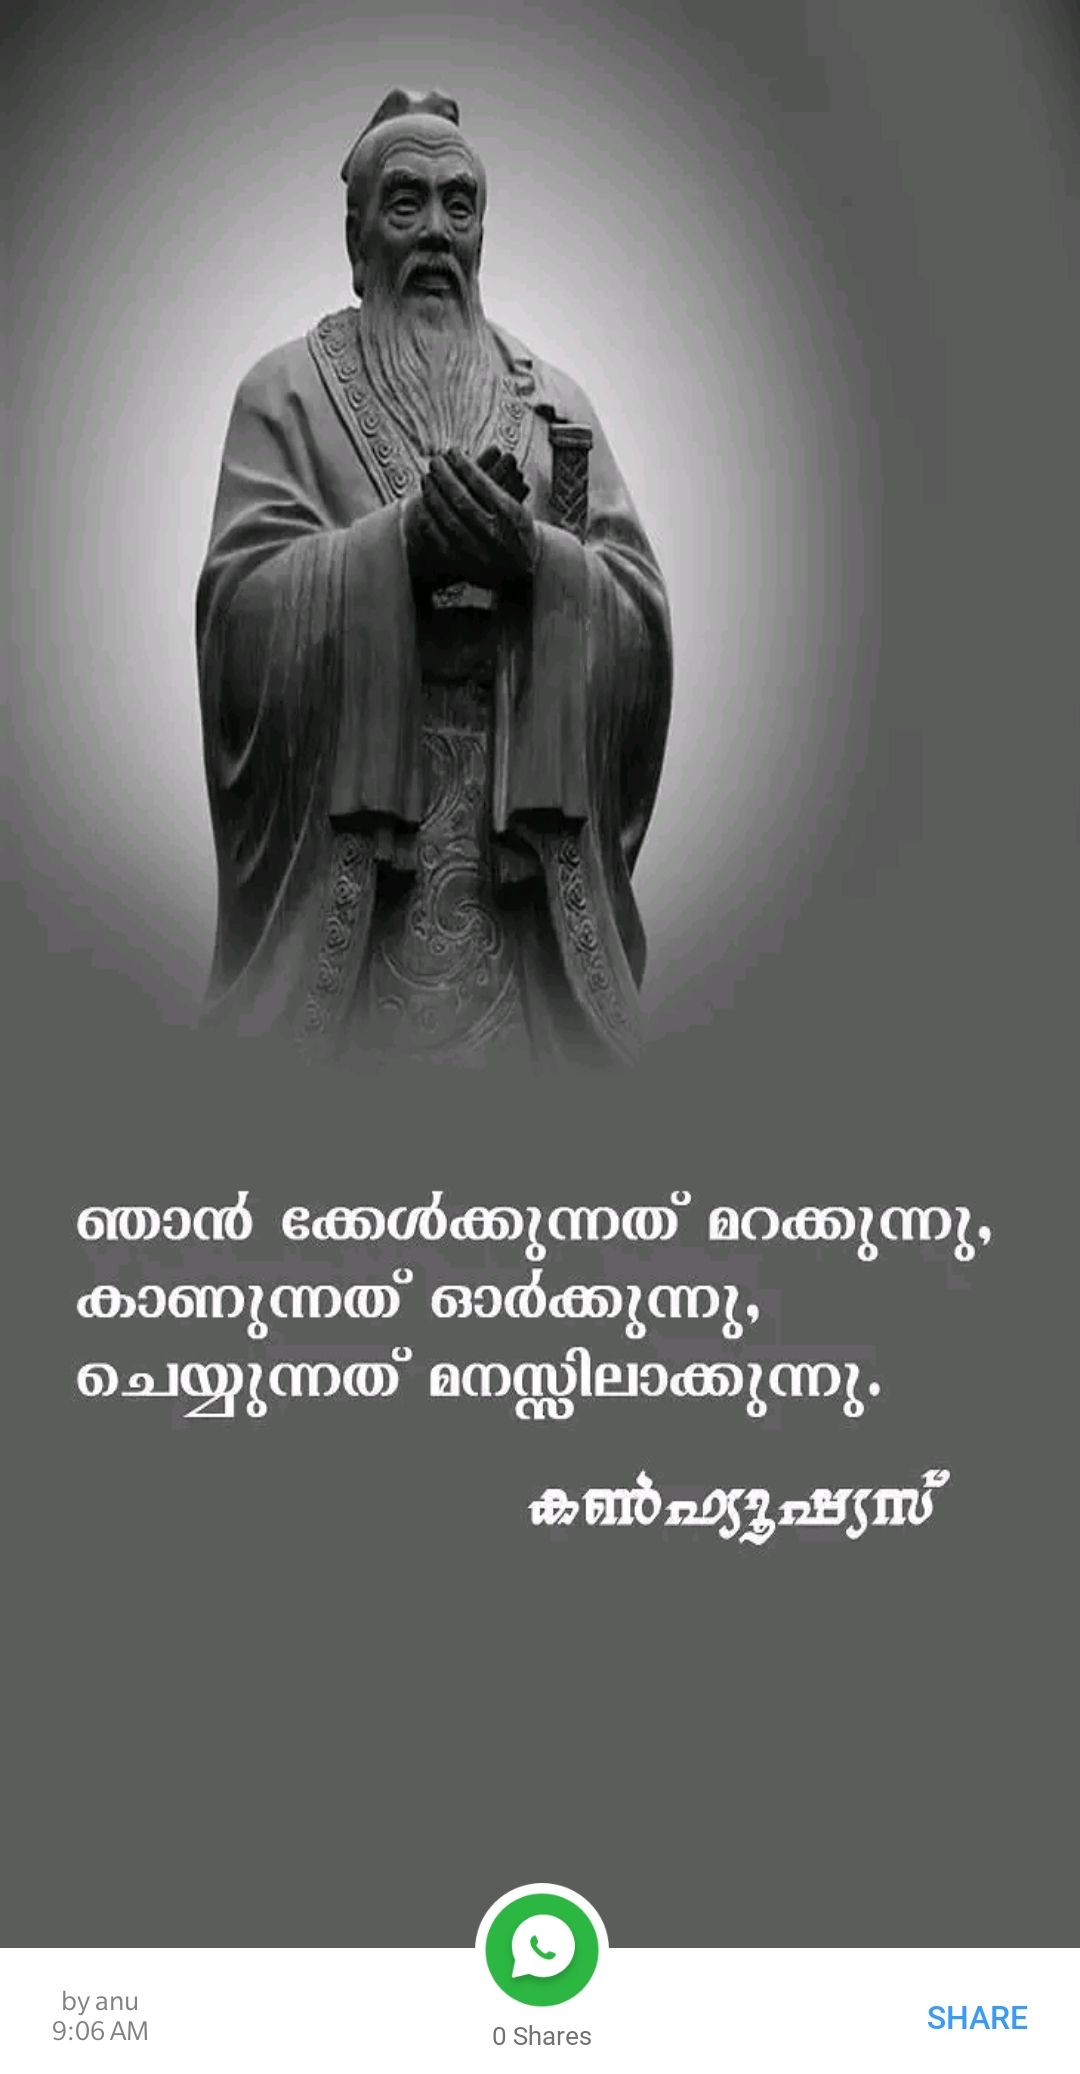 ഞാൻ ക്കേൾക്കുന്നത് മറക്കുന്നു,
കാണുന്നത് ഓർക്കുന്നു,
ചെയ്യുന്നത് മനസ്സിലാക്കുന്നു.
കൺഫ്യൂഷ്യസ്
by anu
9:06 AM
0 Shares
SHARE